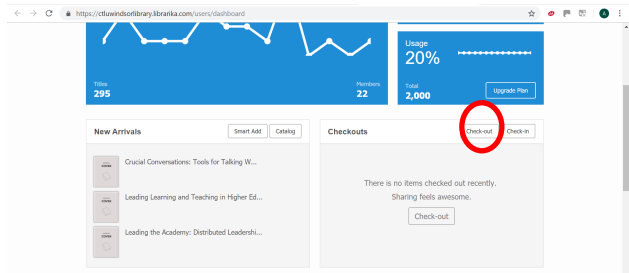 https://ctluwindsorlibrary.librarika.com/users/dashboard
A
Titles
295
Members
22
Usage
20%
Total
2,000
Upgrade Plan
New Arrivals
Smart Add
Catalog
Crucial Conversations: Tools for Talking W...
Leading Learning and Teaching in Higher Ed...
Leading the Academy: Distributed Leadershi...
Checkouts
Check-out
Check-in
There is no items checked out recently.
Sharing feels awesome.
Check-out